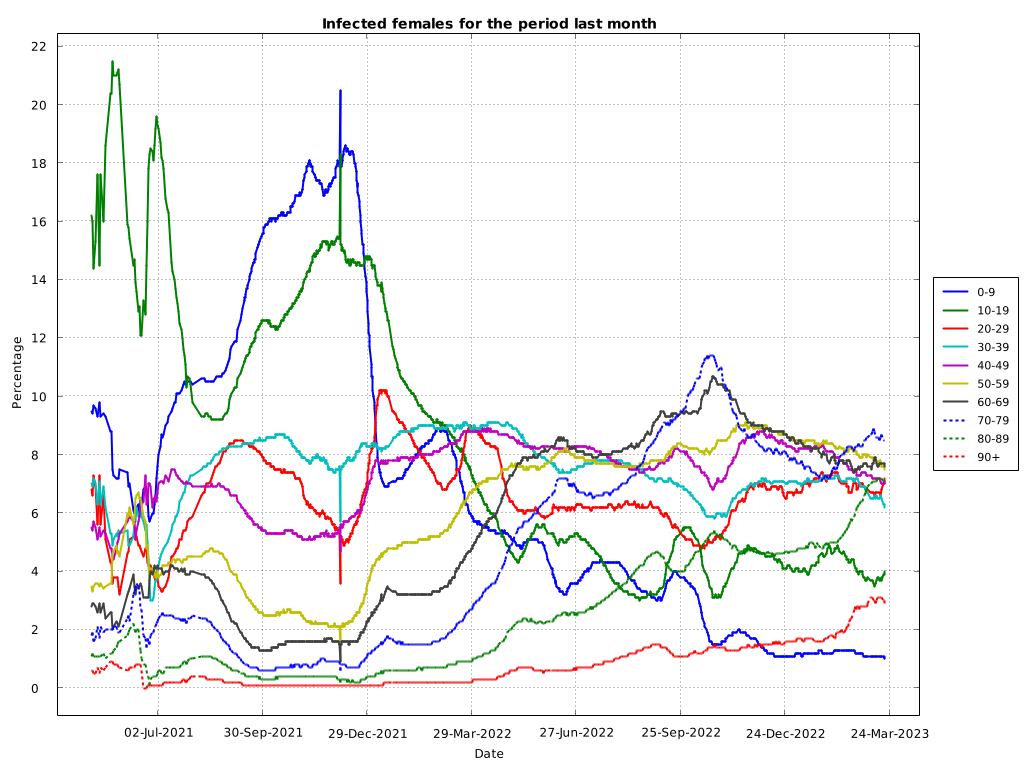 Infected females for the period last month
22
20
18
16
14
12
10
8
6
4
2
0
Percentage
02-Jul-2021
30-Sep-2021
29-Dec-2021
29-Mar-2022
27-Jun-2022
25-Sep-2022
24-Dec-2022
24-Mar-2023
Date
0-9
10-19
20-29
30-39
40-49
50-59
60-69
70-79
80-89
90+